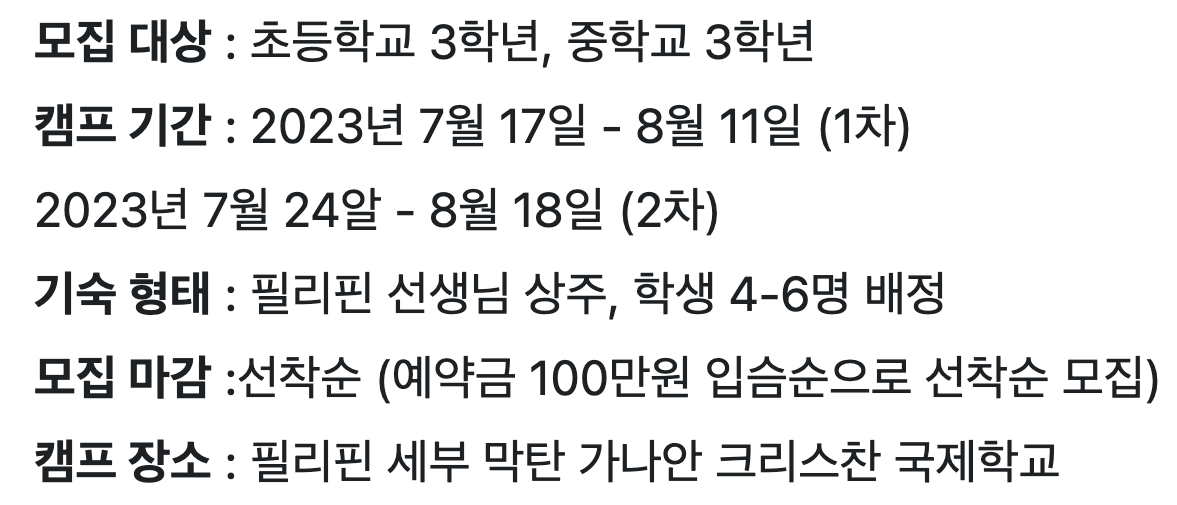 모집 대상 : 초등학교 3학년, 중학교 3학년
캠프 기간 : 2023년 7월 17일 - 8월 11일 (1차)
2023년 7월 24알 - 8월 18일 (2차)
기숙 형태 : 필리핀 선생님 상주, 학생 4-6명 배정
모집 마감 :선착순 (예약금 100만원 입슴순으로 선착순 모집)
캠프 장소 : 필리핀 세부 막탄 가나안 크리스찬 국제학교